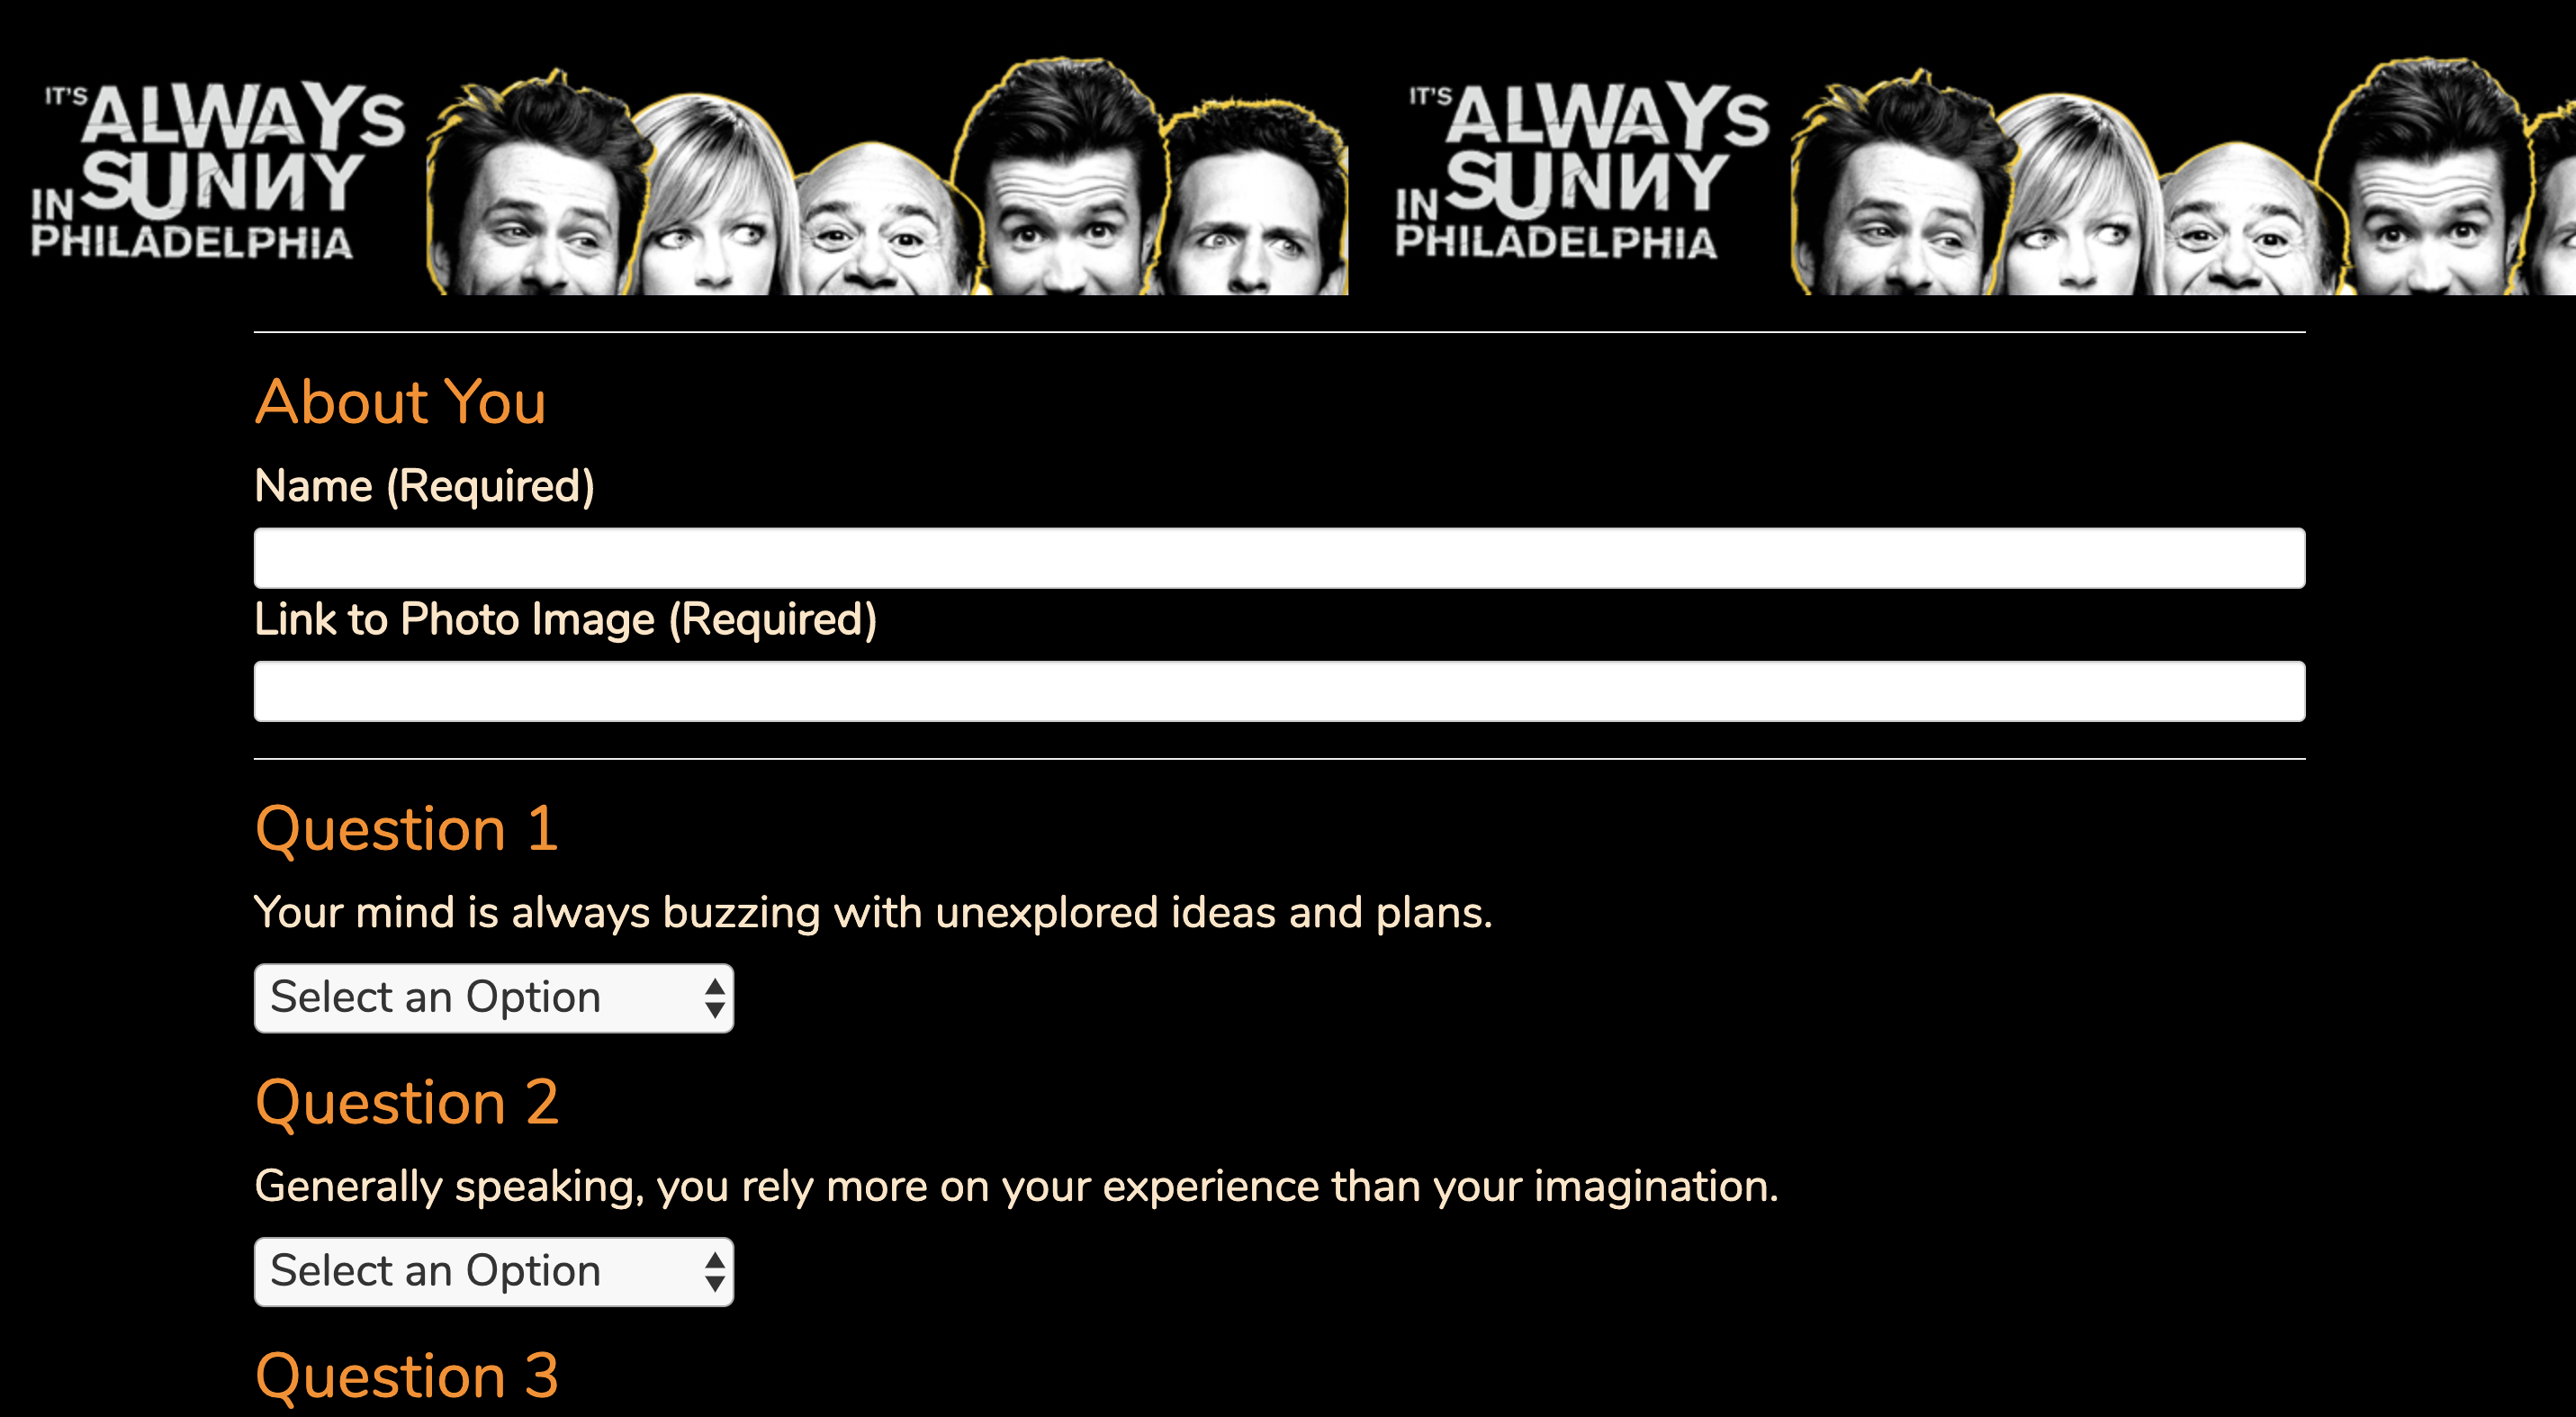 IT'S ALWAYS
SUNNY
IN
PHILADELPHIA
IT'S ALWAYS
SUNNY
IN
PHILADELPHIA
About You
Name (Required)
Link to Photo Image (Required)
Question 1
Your mind is always buzzing with unexplored ideas and plans.
Select an Option
Question 2
Generally speaking, you rely more on your experience than your imagination.
Select an Option
Question 3